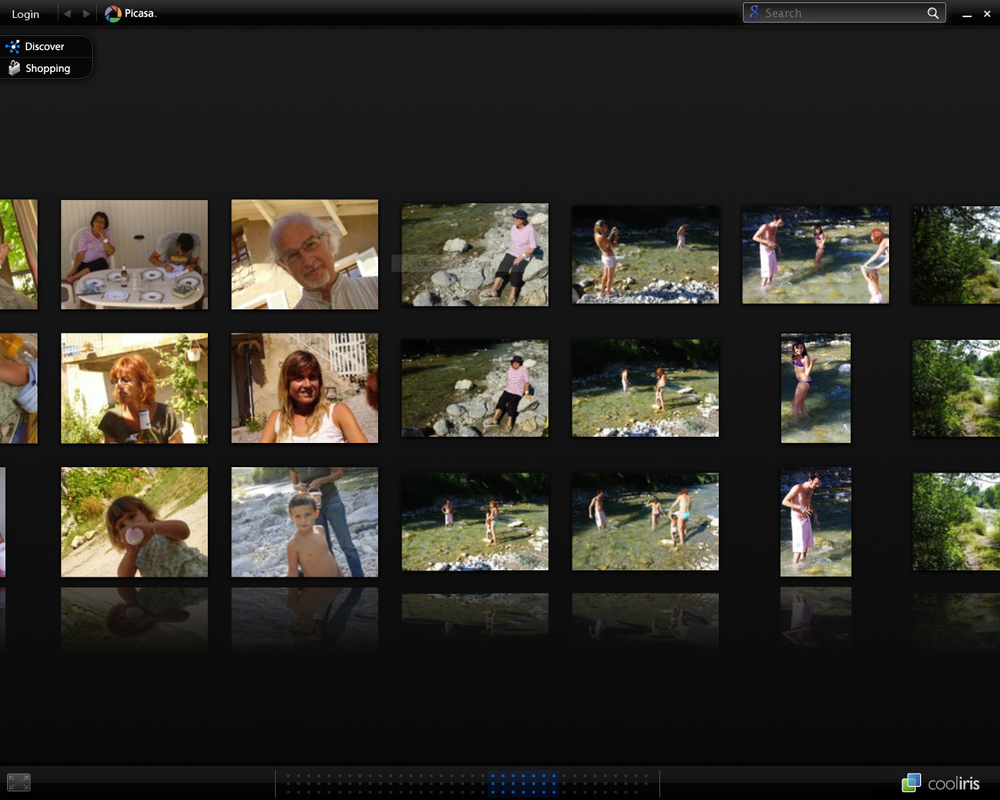 Login
Picasa
Search
Discover
Shopping
cooliris